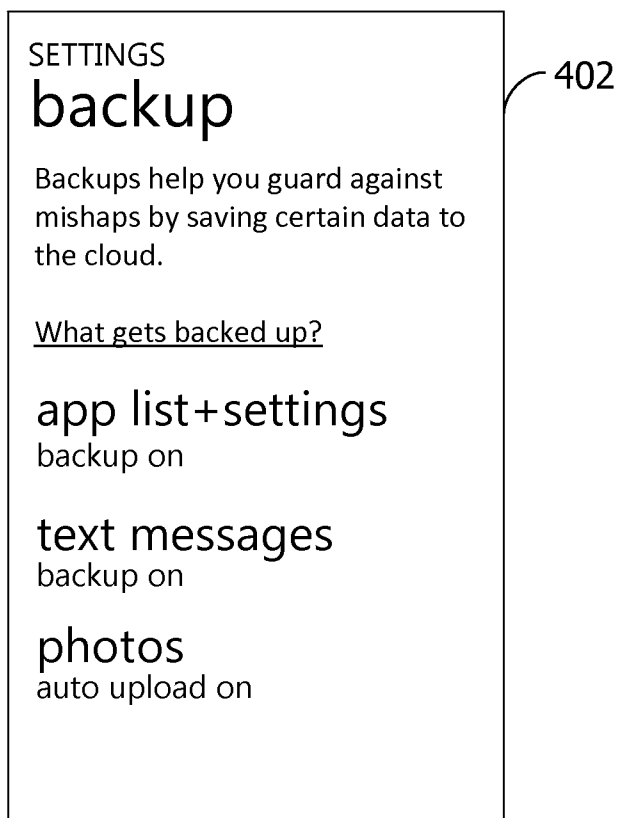 SETTINGS
backup
402
Backups help you guard against
mishaps by saving certain data to
the cloud.
What gets backed up?
app list+settings
backup on
text messages
backup on
photos
auto upload on